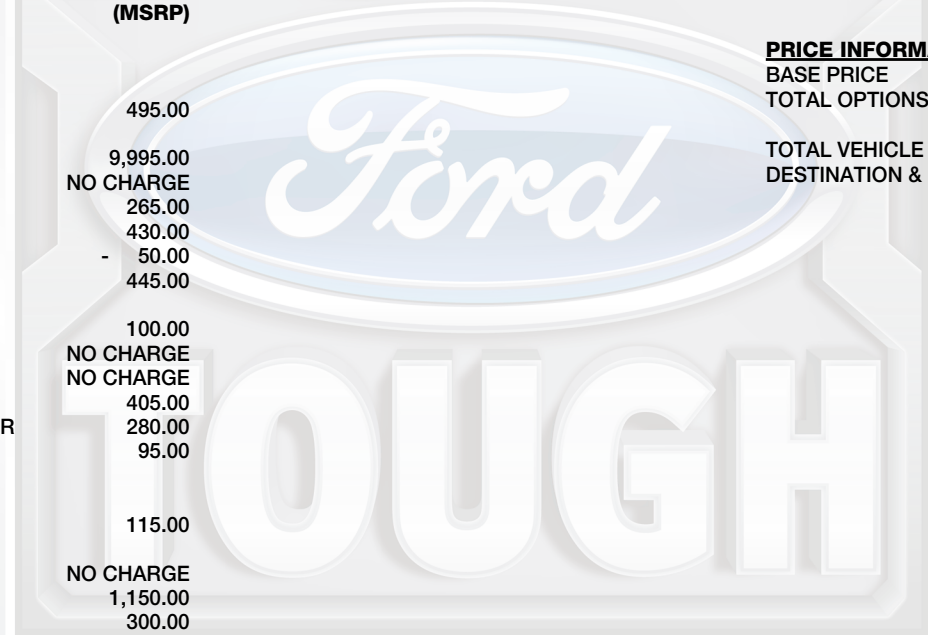 (MSRP)
495.00
9,995.00
NO CHARGE
265.00
430.00
- 50.00
445.00
100.00
NO CHARGE
NO CHARGE
405.00
R 280.00
95.00
115.00
NO CHARGE
1,150.00
300.00
PRICE INFORM
BASE PRICE
TOTAL OPTIONS
TOTAL VEHICLE
DESTINATION &
Ford
TOUGH